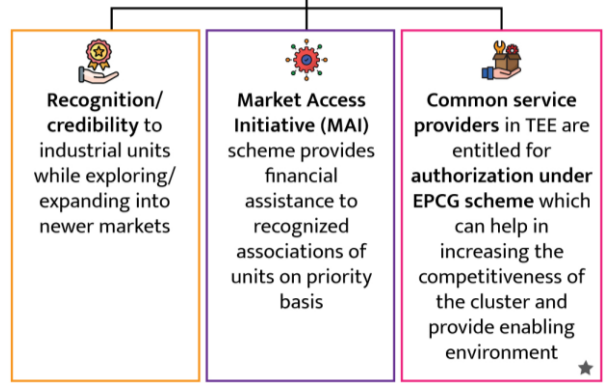 Recognition/
credibility to
industrial units
while exploring/
expanding into
newer markets
Market Access
Initiative (MAI)
scheme provides
financial
assistance to
recognized
associations of
units on priority
basis
Common service
providers in TEE are
entitled for
authorization under
EPCG scheme which
can help in
increasing the
competitiveness of
the cluster and
provide enabling
environment